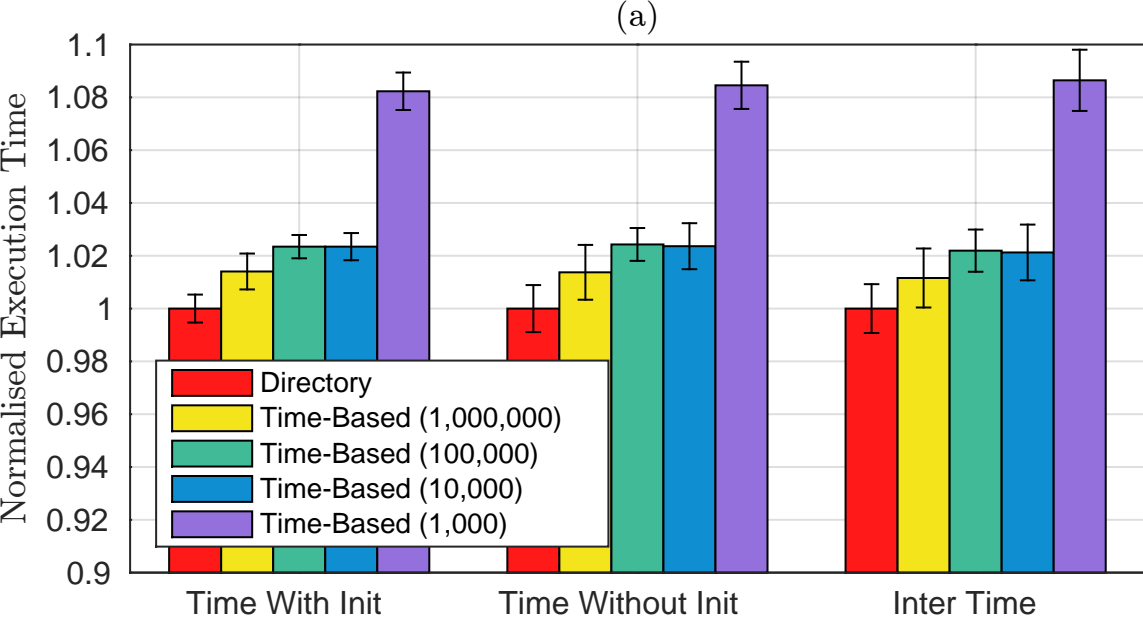 (a)
Normalised Execution Time
1.1
1.08
1.06
1.04
1.02
1
0.98
0.96
0.94
0.92
0.9
Directory
Time-Based (1,000,000)
Time-Based (100,000)
Time-Based (10,000)
Time-Based (1,000)
Time With Init
Time Without Init
Inter Time